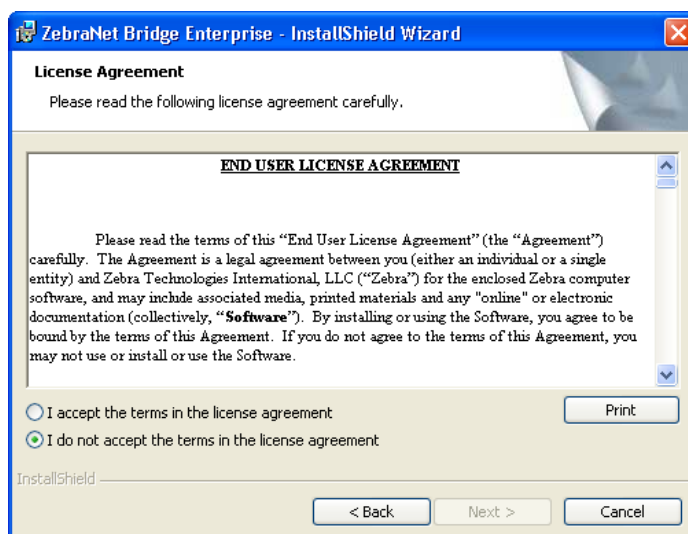 ZebraNet Bridge Enterprise - InstallShield Wizard
License Agreement
Please read the following license agreement carefully.
END USER LICENSE AGREEMENT
Please read the terms of this “End User License Agreement” (the “Agreement”)
carefully. The Agreement is a legal agreement between you (either an individual or a single
entity) and Zebra Technologies International, LLC (“Zebra”) for the enclosed Zebra computer
software, and may include associated media, printed materials and any "online" or electronic
documentation (collectively, “Software”). By installing or using the Software, you agree to be
bound by the terms of this Agreement. If you do not agree to the terms of this Agreement, you
may not use or install or use the Software.
I accept the terms in the license agreement
Print
I do not accept the terms in the license agreement
InstallShield
< Back
Next >
Cancel